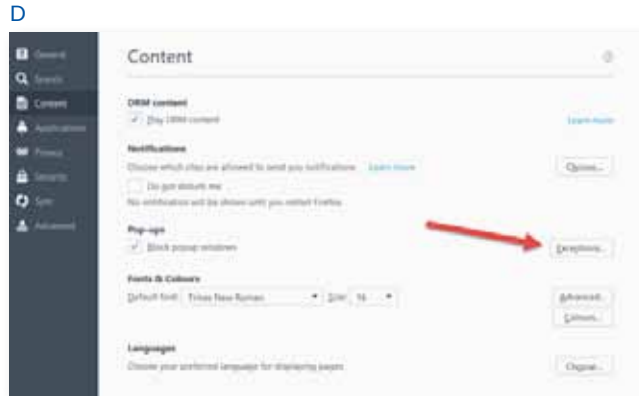 D
General
Content
Search
Content
DRM content
Play DRM content
Learn more
Applications
Notifications
Privacy
Choose which sites are allowed to send you notifications Learn more
Security
Do not disturb me
Sync
No notification will be shown until you restart Firefox
Advanced
Pop-ups
Block popup windows
Exceptions...
Fonts & Colours
Default font: Times New Roman Size: 16
Advanced...
Colours...
Languages
Choose your preferred language for displaying pages
Choose...